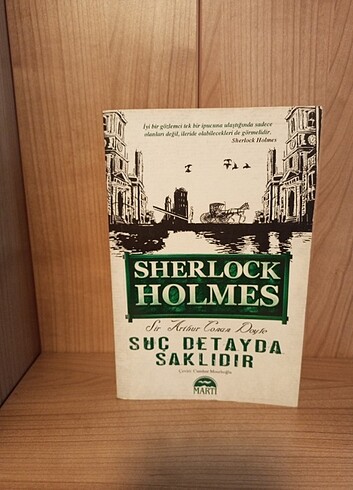 İyi bir gözlemci tek bir ipucuna ulaştığında sadece
olanları değil, ileride olabilecekleri de görmelidir.
Sherlock Holmes
SHERLOCK
HOLMES
Sir Arthur Conan Doyle
SUÇ DETAYDA
SAKLIDIR
Çeviri:
MARTI